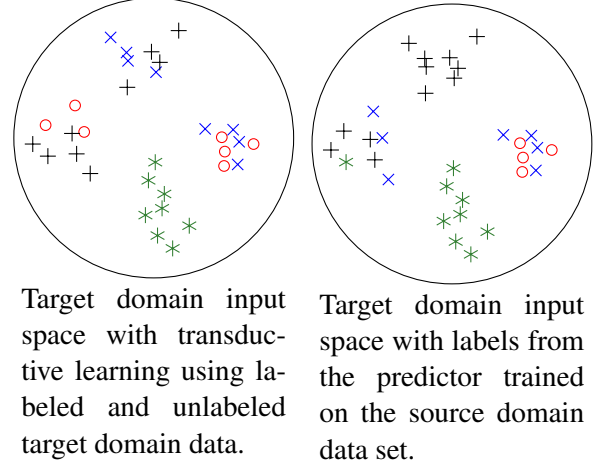 Target domain input
space with transduc-
tive learning using la-
beled and unlabeled
target domain data.
Target domain input
space with labels from
the predictor trained
on the source domain
data set.